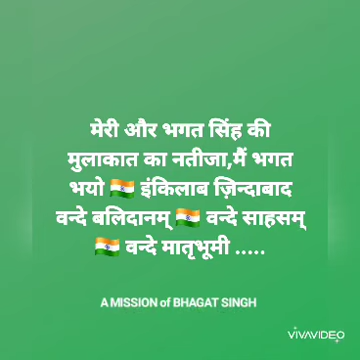 मेरी और भगत सिंह की
मुलाकात का नतीजा,मैं भगत
भयो 🇮🇳 इंकिलाब ज़िन्दाबाद
वन्दे बलिदानम् 🇮🇳 वन्दे साहसम्
🇮🇳 वन्दे मातृभूमी .....
A MISSION of BHAGAT SINGH
VIVAVIDEO